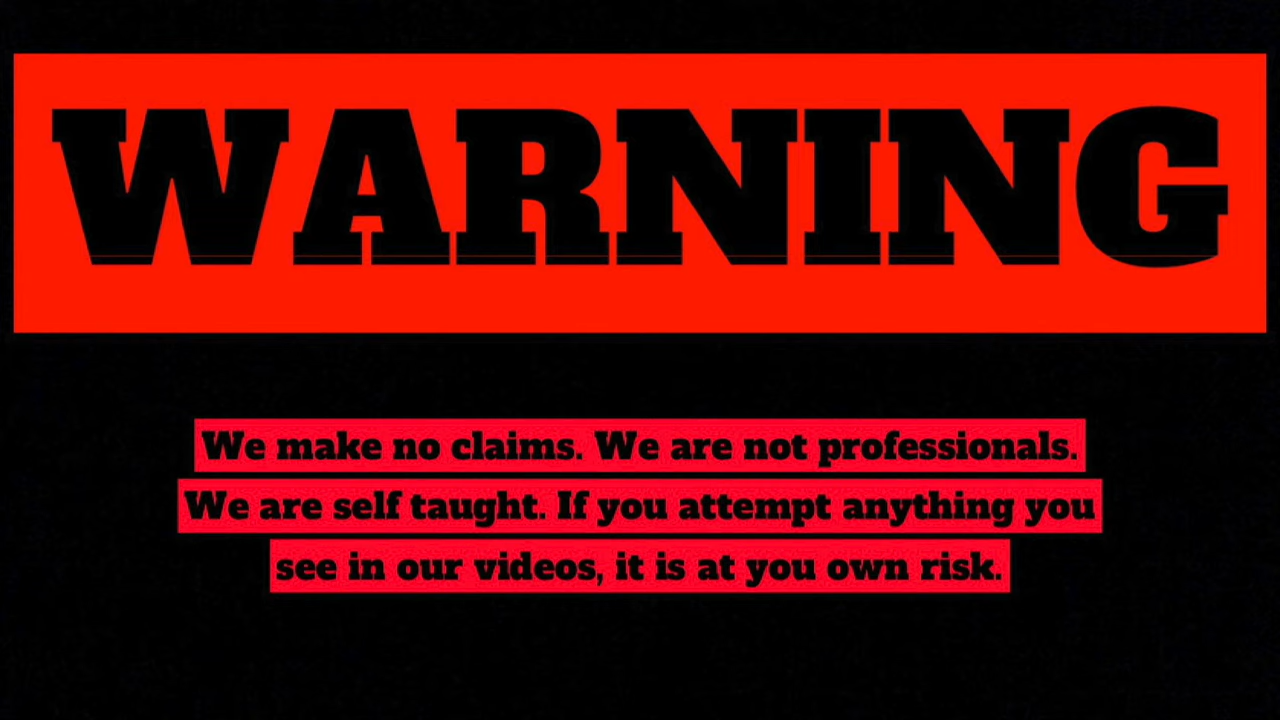 WARNING
We make no claims. We are not professionals.
We are self taught. If you attempt anything you
see in our videos, it is at you own risk.